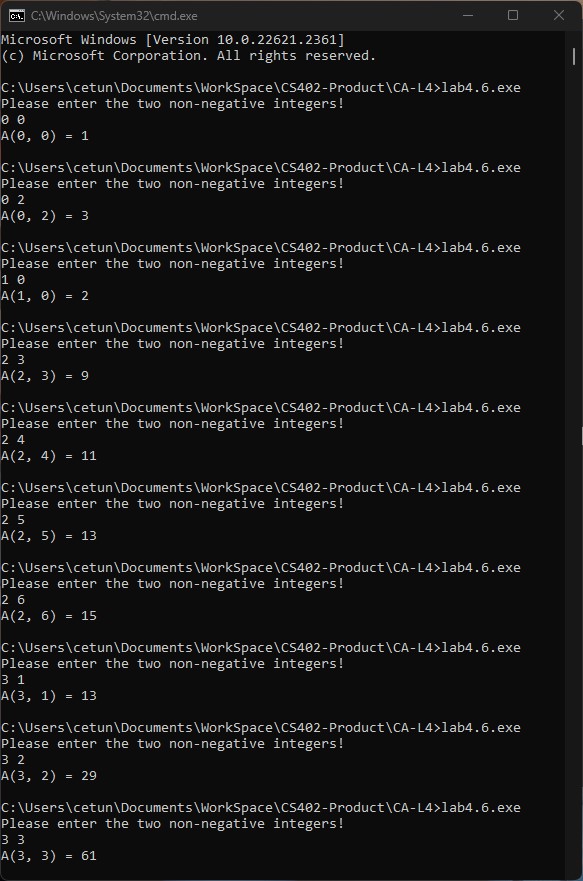 C:\Windows\System32\cmd.exe
Microsoft Windows [Version 10.0.22621.2361]
(c) Microsoft Corporation. All rights reserved.
C:\Users\cetun\Documents\WorkSpace\CS402-Product\CA-L4>lab4.6.exe
Please enter the two non-negative integers!
0 0
A(0, 0) = 1
C:\Users\cetun\Documents\WorkSpace\CS402-Product\CA-L4>lab4.6.exe
Please enter the two non-negative integers!
0 2
A(0, 2) = 3
C:\Users\cetun\Documents\WorkSpace\CS402-Product\CA-L4>lab4.6.exe
Please enter the two non-negative integers!
1 0
A(1, 0) = 2
C:\Users\cetun\Documents\WorkSpace\CS402-Product\CA-L4>lab4.6.exe
Please enter the two non-negative integers!
2 3
A(2, 3) = 9
C:\Users\cetun\Documents\WorkSpace\CS402-Product\CA-L4>lab4.6.exe
Please enter the two non-negative integers!
2 4
A(2, 4) = 11
C:\Users\cetun\Documents\WorkSpace\CS402-Product\CA-L4>lab4.6.exe
Please enter the two non-negative integers!
2 5
A(2, 5) = 13
C:\Users\cetun\Documents\WorkSpace\CS402-Product\CA-L4>lab4.6.exe
Please enter the two non-negative integers!
2 6
A(2, 6) = 15
C:\Users\cetun\Documents\WorkSpace\CS402-Product\CA-L4>lab4.6.exe
Please enter the two non-negative integers!
3 1
A(3, 1) = 13
C:\Users\cetun\Documents\WorkSpace\CS402-Product\CA-L4>lab4.6.exe
Please enter the two non-negative integers!
3 2
A(3, 2) = 29
C:\Users\cetun\Documents\WorkSpace\CS402-Product\CA-L4>lab4.6.exe
Please enter the two non-negative integers!
3 3
A(3, 3) = 61